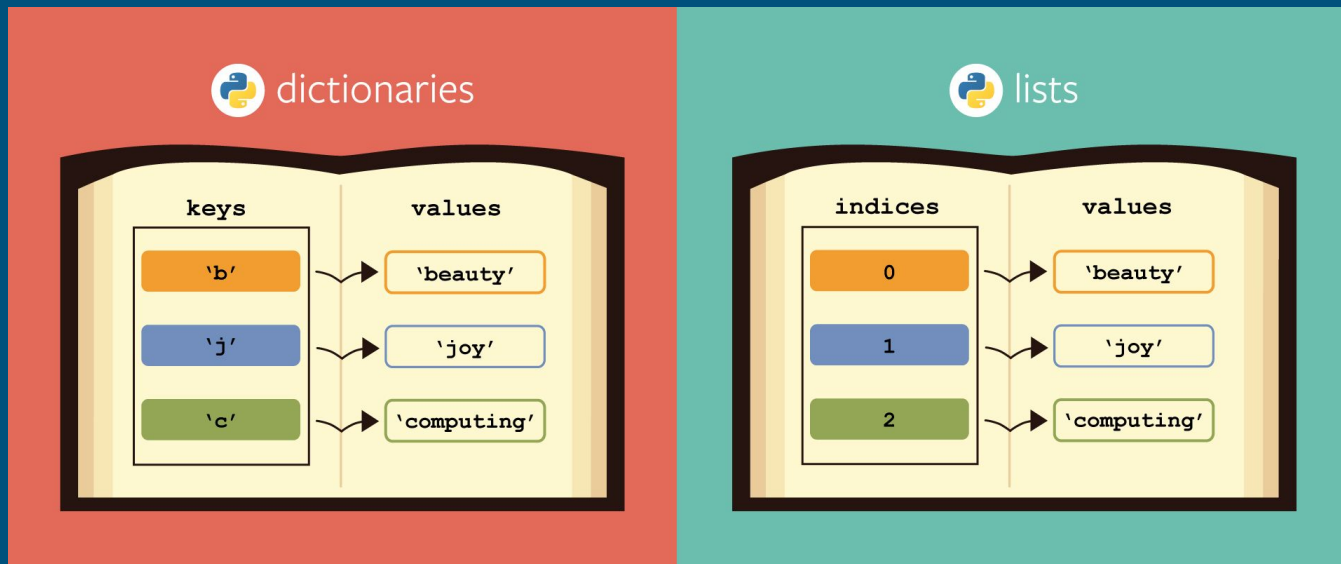 dictionaries
keys values
‘b’ ‘beauty’
‘j’ ‘joy’
‘c’ ‘computing’
lists
indices values
0 ‘beauty’
1 ‘joy’
2 ‘computing’